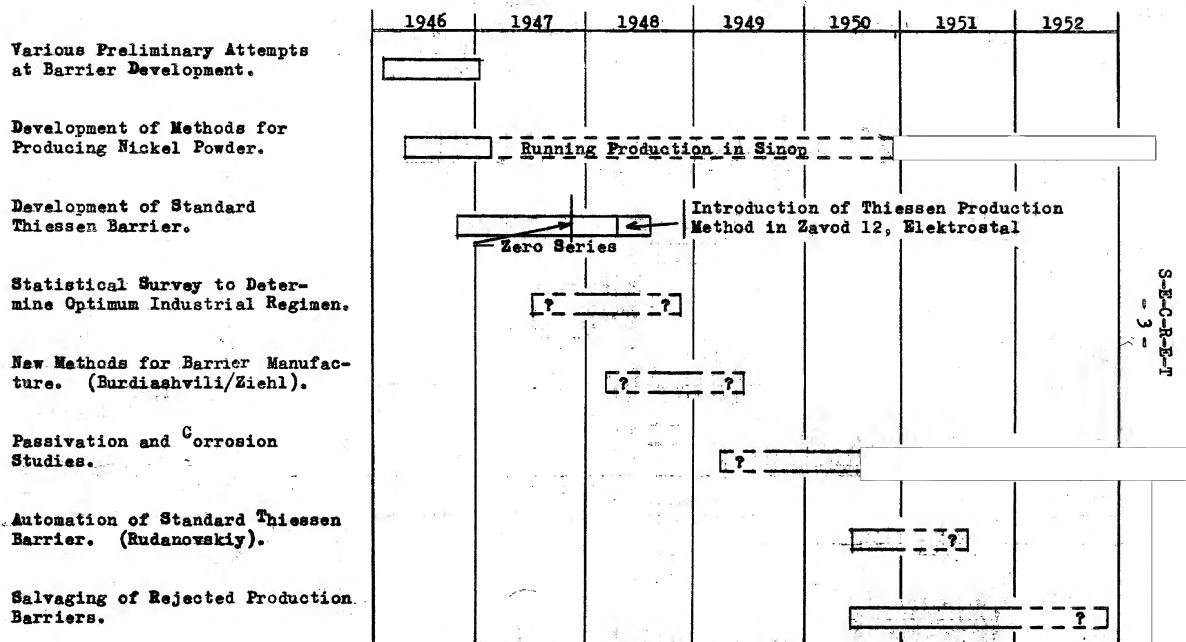 1946 1947 1948 1949 1950 1951 1952
Various Preliminary Attempts
at Barrier Development.
Development of Methods for
Producing Nickel Powder.
Running Production in Sinop
Development of Standard
Thiessen Barrier.
Zero Series
Introduction of Thiessen Production
Method in Zavod 12, Elektrostal
Statistical Survey to Deter-
mine Optimum Industrial Regimen.
? ?
New Methods for Barrier Manufac-
ture. (Burdiashvili/Ziehl).
? ?
Passivation and Corrosion
Studies.
?
Automation of Standard Thiessen
Barrier. (Rudanovskiy).
?
Salvaging of Rejected Production
Barriers.
?
S-E-C-R-E-T
- 3 -